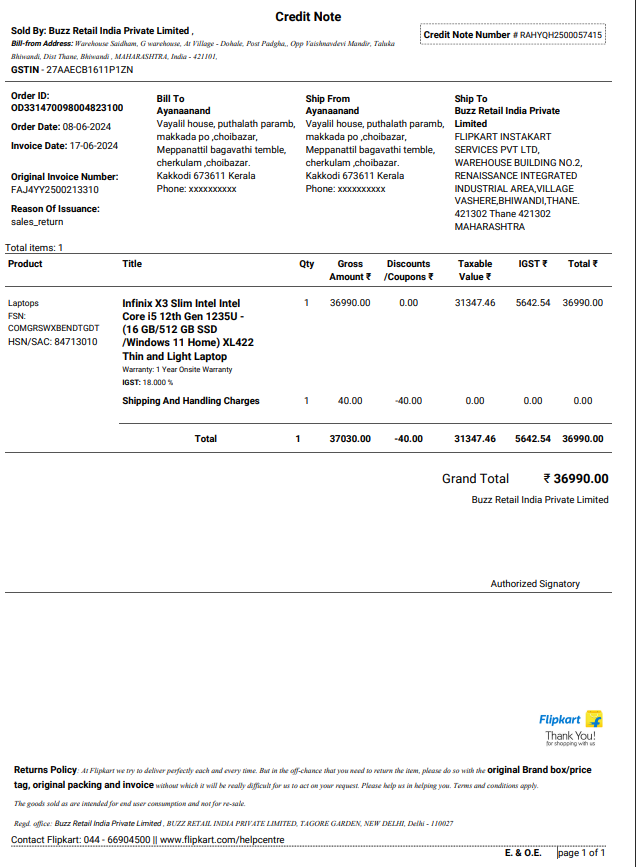 Credit Note
Sold By: Buzz Retail India Private Limited ,
Credit Note Number # RAHYQH2500057415
Bill-from Address: Warehouse Saidham, G warehouse, At Village - Dohale, Post Padgha,, Opp Vaishnavdevi Mandir, Taluka
Bhiwandi, Dist Thane, Bhiwandi , MAHARASHTRA, India - 421101,
GSTIN - 27AAECB1611P1ZN
Order ID:
OD331470098004823100
Order Date: 08-06-2024
Invoice Date: 17-06-2024
Original Invoice Number:
FAJ4YY2500213310
Reason Of Issuance:
sales_return
Bill To
Ayanaanand
Vayalil house, puthalath paramb,
makkada po ,choibazar,
Meppanattil bagavathi temple,
cherkulam ,choibazar.
Kakkodi 673611 Kerala
Phone: xxxxxxxxxx
Ship From
Ayanaanand
Vayalil house, puthalath paramb,
makkada po ,choibazar,
Meppanattil bagavathi temple,
cherkulam ,choibazar.
Kakkodi 673611 Kerala
Phone: xxxxxxxxxx
Ship To
Buzz Retail India Private
Limited
FLIPKART INSTAKART
SERVICES PVT LTD,
WAREHOUSE BUILDING NO.2,
RENAISSANCE INTEGRATED
INDUSTRIAL AREA,VILLAGE
VASHERE,BHIWANDI,THANE.
421302 Thane 421302
MAHARASHTRA
Total items: 1
Product Title Qty Gross Amount ₹ Discounts /Coupons ₹ Taxable Value ₹ IGST ₹ Total ₹
Laptops
FSN:
COMGRSWXBENDTGDT
HSN/SAC: 84713010
Infinix X3 Slim Intel Intel 1 36990.00 0.00 31347.46 5642.54 36990.00
Core i5 12th Gen 1235U -
(16 GB/512 GB SSD
/Windows 11 Home) XL422
Thin and Light Laptop
Warranty: 1 Year Onsite Warranty
IGST: 18.000 %
Shipping And Handling Charges 1 40.00 -40.00 0.00 0.00 0.00
Total 1 37030.00 -40.00 31347.46 5642.54 36990.00
Grand Total ₹ 36990.00
Buzz Retail India Private Limited
Authorized Signatory
Flipkart
Thank You!
for shopping with us
Returns Policy: At Flipkart we try to deliver perfectly each and every time. But in the off-chance that you need to return the item, please do so with the original Brand box/price
tag, original packing and invoice without which it will be really difficult for us to act on your request. Please help us in helping you. Terms and conditions apply.
The goods sold as are intended for end user consumption and not for re-sale.
Regd. office: Buzz Retail India Private Limited , BUZZ RETAIL INDIA PRIVATE LIMITED, TAGORE GARDEN, NEW DELHI, Delhi - 110027
Contact Flipkart: 044 - 66904500 || www.flipkart.com/helpcentre
E. & O.E. page 1 of 1